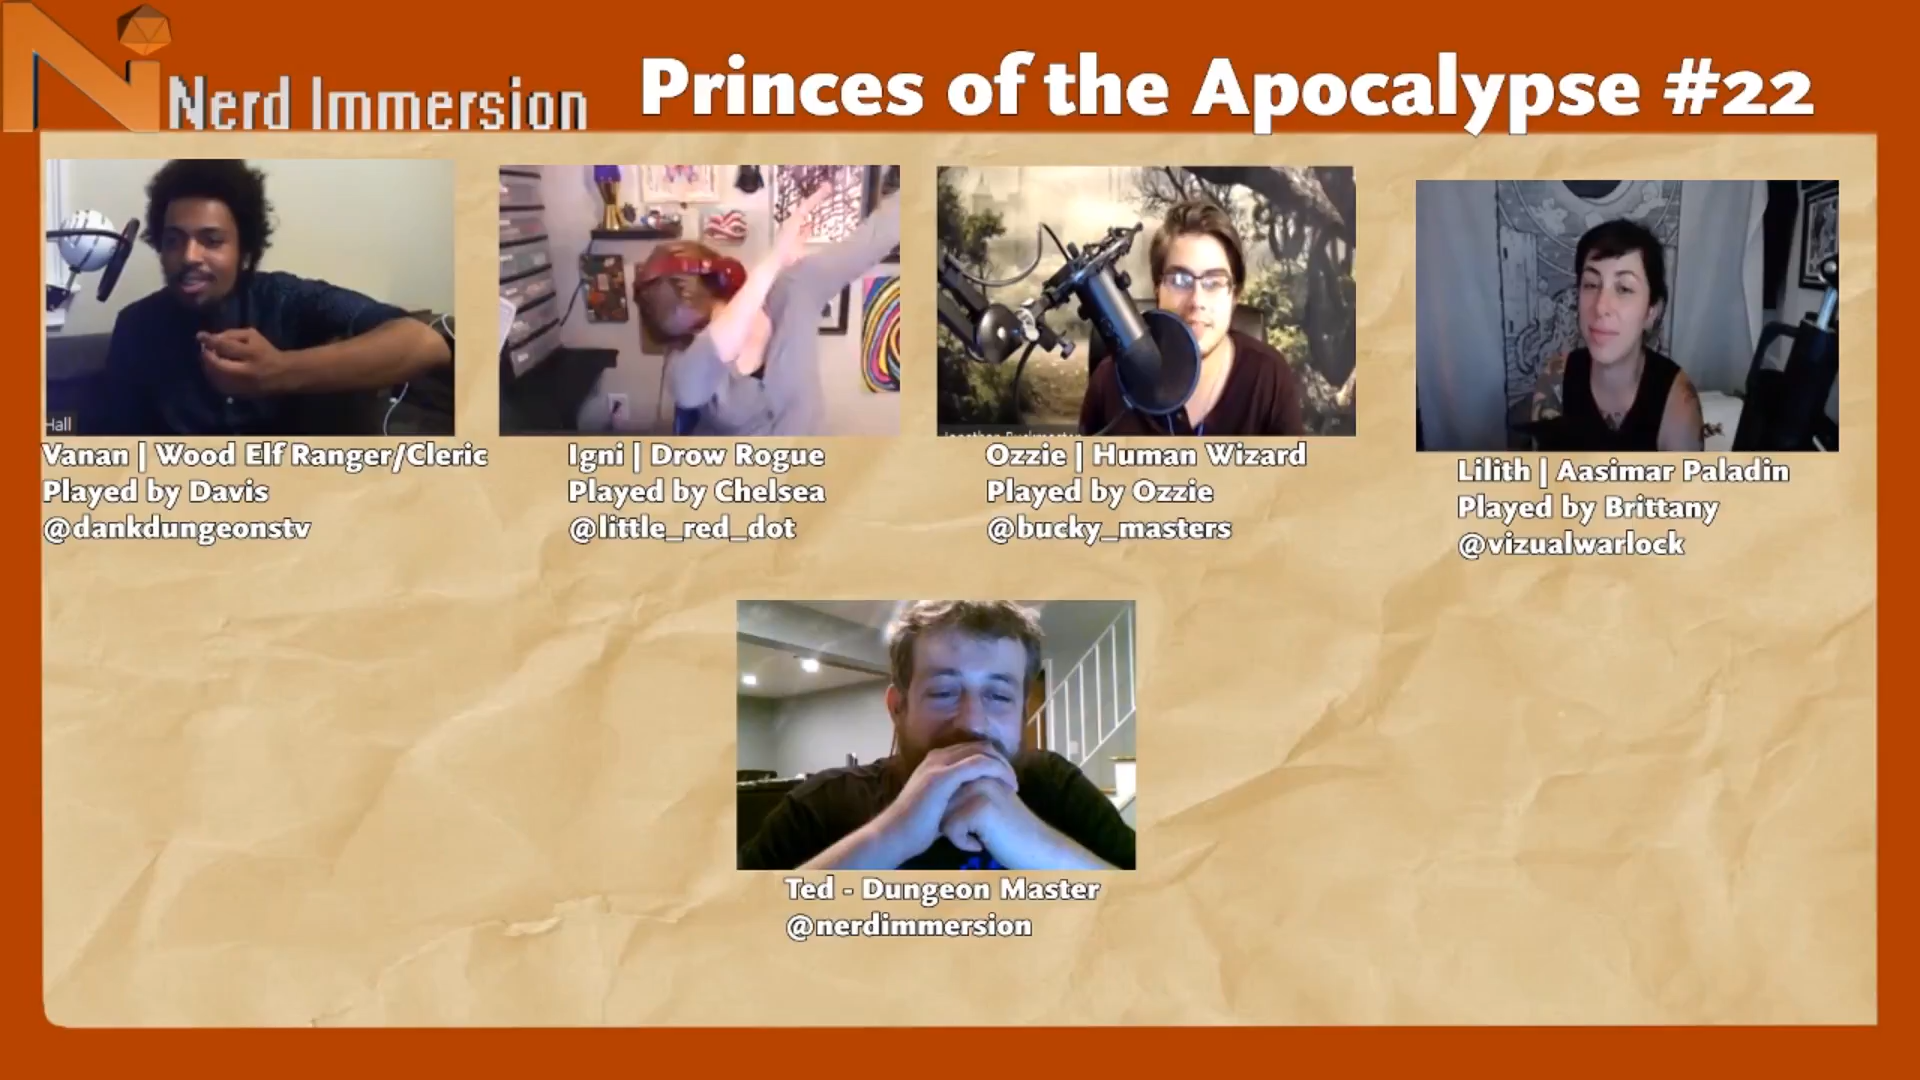 Nerd Immersion
Princes of the Apocalypse #22
Hall
Vanan | Wood Elf Ranger/Cleric
Played by Davis
@dankdungeonstv
Igni | Drow Rogue
Played by Chelsea
@little_red_dot
Ozzie | Human Wizard
Played by Ozzie
@bucky_masters
Lilith | Aasimar Paladin
Played by Brittany
@vizualwarlock
Ted - Dungeon Master
@nerdimmersion